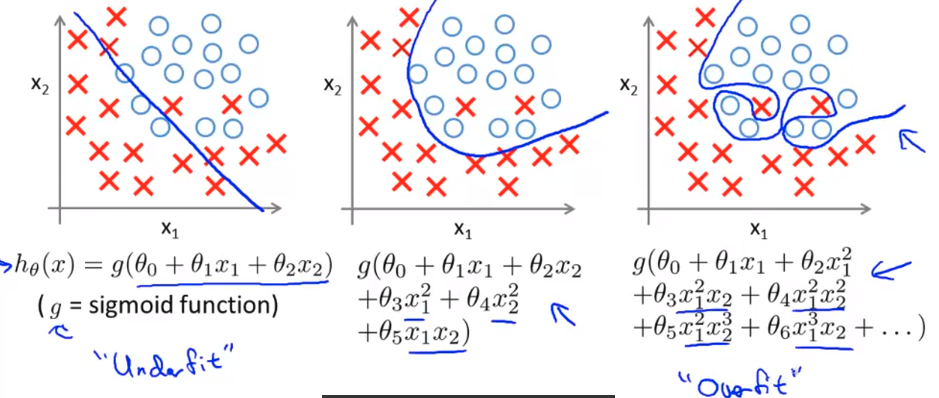 x₂
x₁
x₂
x₁
x₂
x₁
h_θ(x) = g(θ₀ + θ₁x₁ + θ₂x₂)
( g = sigmoid function)
"Underfit"
g(θ₀ + θ₁x₁ + θ₂x₂
+θ₃x₁² + θ₄x₂²
+θ₅x₁x₂)
g(θ₀ + θ₁x₁ + θ₂x₁²
+θ₃x₁²x₂ + θ₄x₁²x₂²
+θ₅x₁²x₂³ + θ₆x₁³x₂ + . . . )
"Overfit"